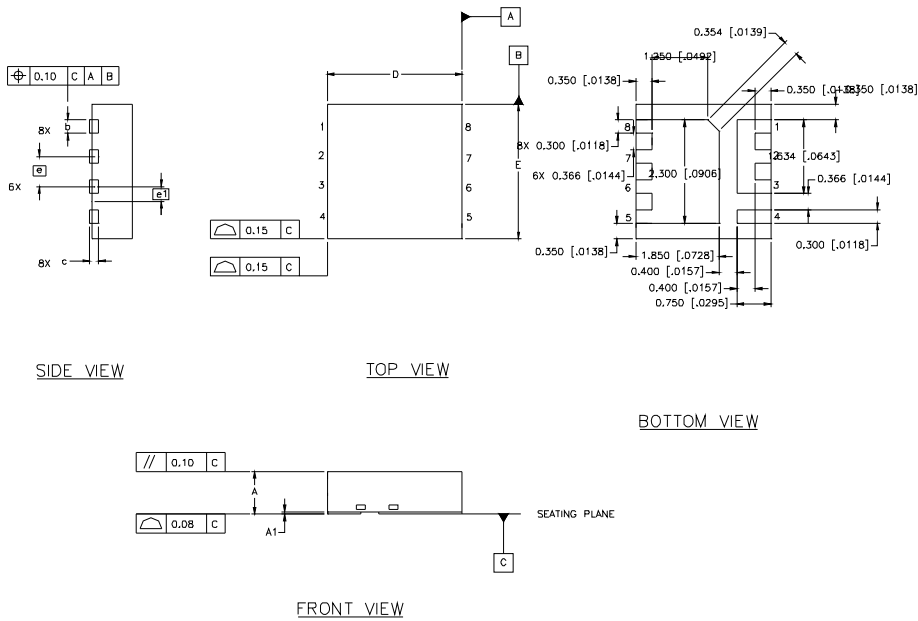 A
B
0.354 [.0139]
1.250 [.0492]
0.350 [.0138]
0.350 [.0138]
0.350 [.0138]
⌖ 0.10 C A B
D
8X b
e
6X
e1
8X c
1
2
3
4
8
7
6
5
E
⌓ 0.15 C
⌓ 0.15 C
8
7
6
5
1
2
3
4
8X 0.300 [.0118]
6X 0.366 [.0144]
2.300 [.0906]
1.634 [.0643]
0.366 [.0144]
0.300 [.0118]
0.350 [.0138]
1.850 [.0728]
0.400 [.0157]
0.400 [.0157]
0.750 [.0295]
SIDE VIEW
TOP VIEW
BOTTOM VIEW
// 0.10 C
A
⌓ 0.08 C
A1
SEATING PLANE
C
FRONT VIEW